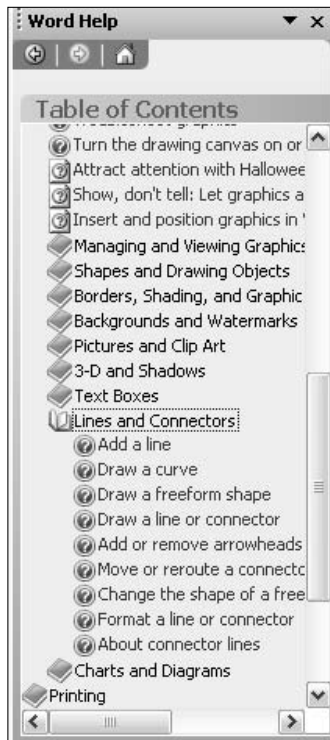 Word Help
Table of Contents
Troubleshoot graphics
Turn the drawing canvas on or
Attract attention with Hallowee
Show, don't tell: Let graphics a
Insert and position graphics in
Managing and Viewing Graphics
Shapes and Drawing Objects
Borders, Shading, and Graphic
Backgrounds and Watermarks
Pictures and Clip Art
3-D and Shadows
Text Boxes
Lines and Connectors
Add a line
Draw a curve
Draw a freeform shape
Draw a line or connector
Add or remove arrowheads
Move or reroute a connecto
Change the shape of a free
Format a line or connector
About connector lines
Charts and Diagrams
Printing